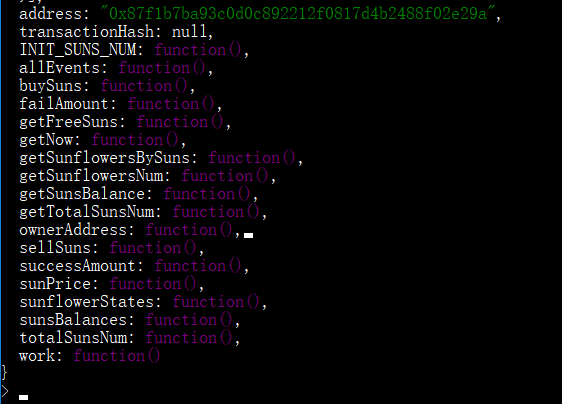 address: "0x87f1b7ba93c0d0c892212f0817d4b2488f02e29a",
transactionHash: null,
INIT_SUNS_NUM: function(),
allEvents: function(),
buySuns: function(),
failAmount: function(),
getFreeSuns: function(),
getNow: function(),
getSunflowersBySuns: function(),
getSunflowersNum: function(),
getSunsBalance: function(),
getTotalSunsNum: function(),
ownerAddress: function(),
sellSuns: function(),
successAmount: function(),
sunPrice: function(),
sunflowerStates: function(),
sunsBalances: function(),
totalSunsNum: function(),
work: function()
}
>